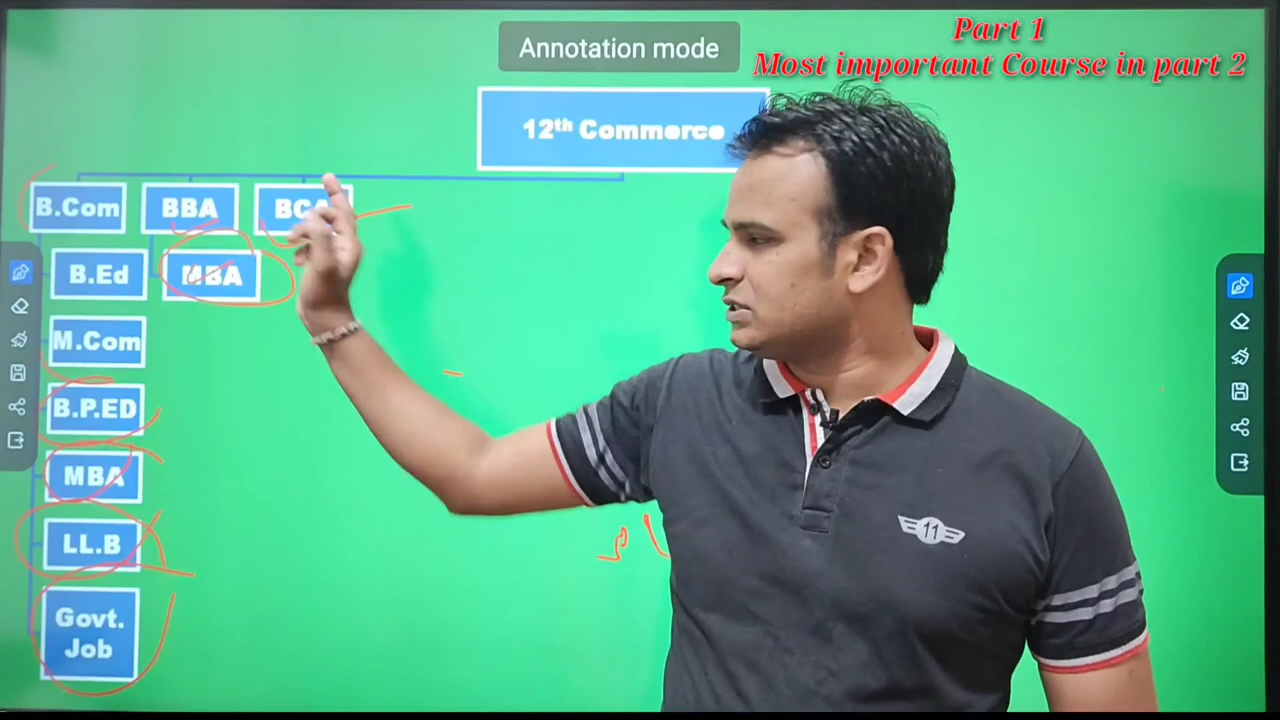 Annotation mode
Part 1
Most important Course in part 2
12th Commerce
B.Com
BBA
BCA
B.Ed
MBA
M.Com
B.P.ED
MBA
LL.B
Govt.
Job
11